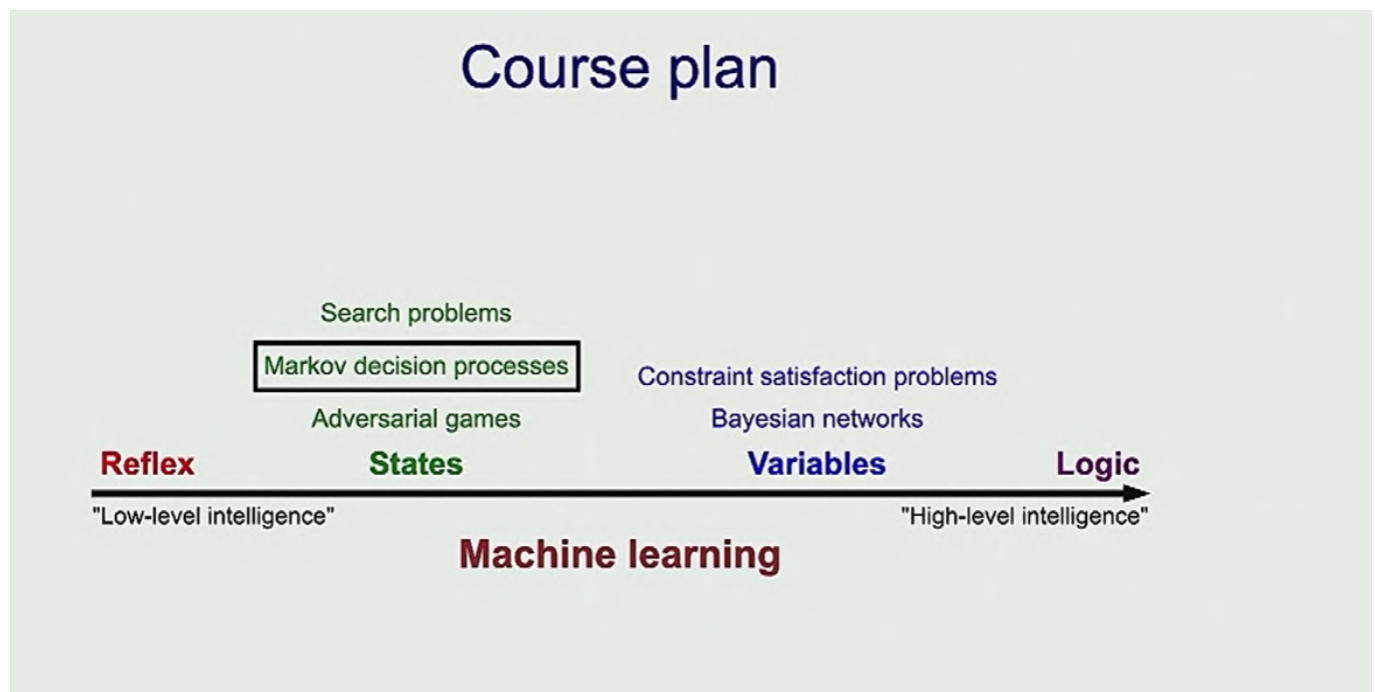 Course plan
Search problems
Markov decision processes
Adversarial games
Constraint satisfaction problems
Bayesian networks
Reflex
States
Variables
Logic
"Low-level intelligence"
"High-level intelligence"
Machine learning